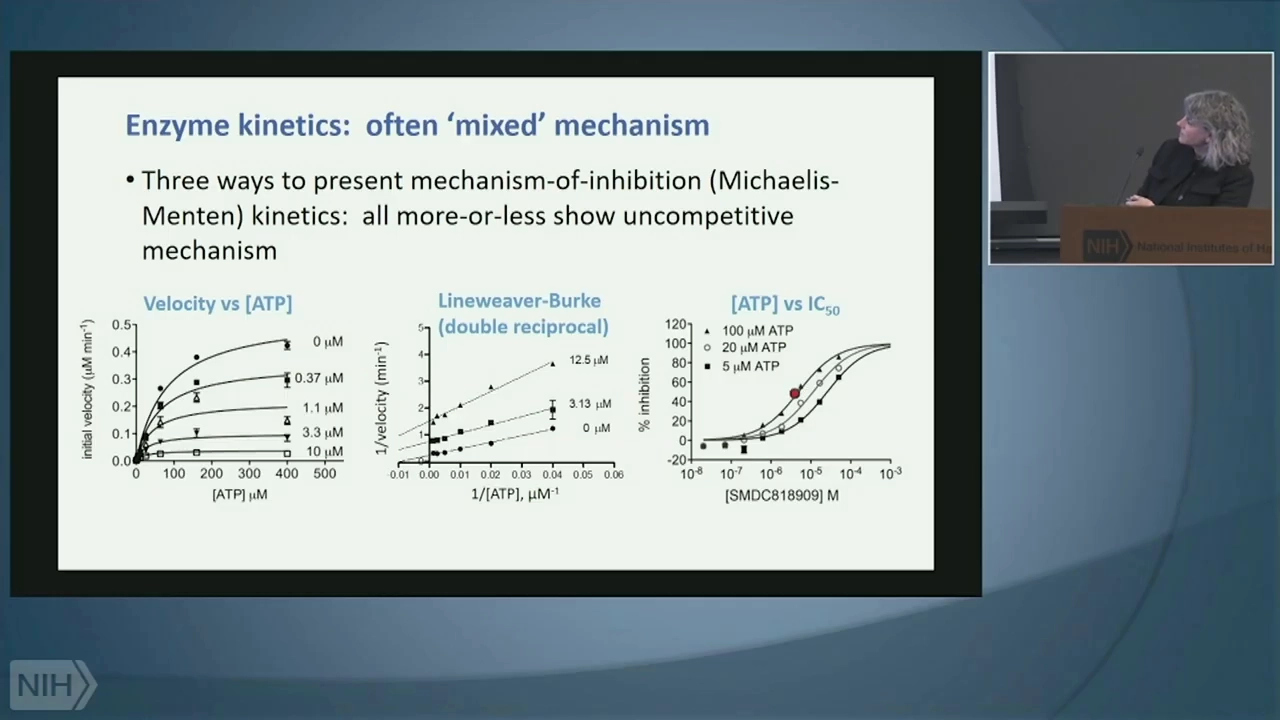 Enzyme kinetics: often ‘mixed’ mechanism
• Three ways to present mechanism-of-inhibition (Michaelis-
Menten) kinetics: all more-or-less show uncompetitive
mechanism
Velocity vs [ATP]
initial velocity (µM min⁻¹)
0.5
0.4
0.3
0.2
0.1
0.0
0 µM
0.37 µM
1.1 µM
3.3 µM
10 µM
0 100 200 300 400 500
[ATP] µM
Lineweaver-Burke
(double reciprocal)
1/velocity (min⁻¹)
5
4
3
2
1
12.5 µM
3.13 µM
0 µM
-0.01 0.00 0.01 0.02 0.03 0.04 0.05 0.06
1/[ATP], µM⁻¹
[ATP] vs IC₅₀
% inhibition
120
100
80
60
40
20
0
-20
100 µM ATP
20 µM ATP
5 µM ATP
10⁻⁸ 10⁻⁷ 10⁻⁶ 10⁻⁵ 10⁻⁴ 10⁻³
[SMDC818909] M
NIH National Institutes of Hea
NIH